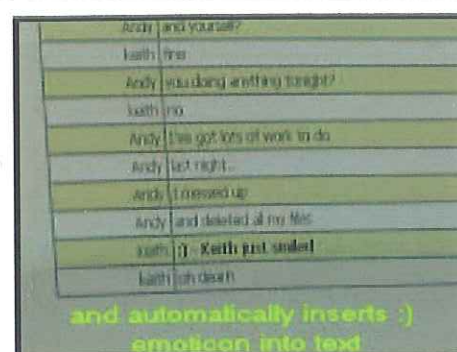 Andy and yourself?
keith fine
Andy you doing anything tonight?
keith no
Andy I've got lots of work to do
Andy last night...
Andy I messed up
Andy and deleted all my files
keith :) - Keith just smiled
keith oh dearh
and automatically inserts :)
emoticon into text